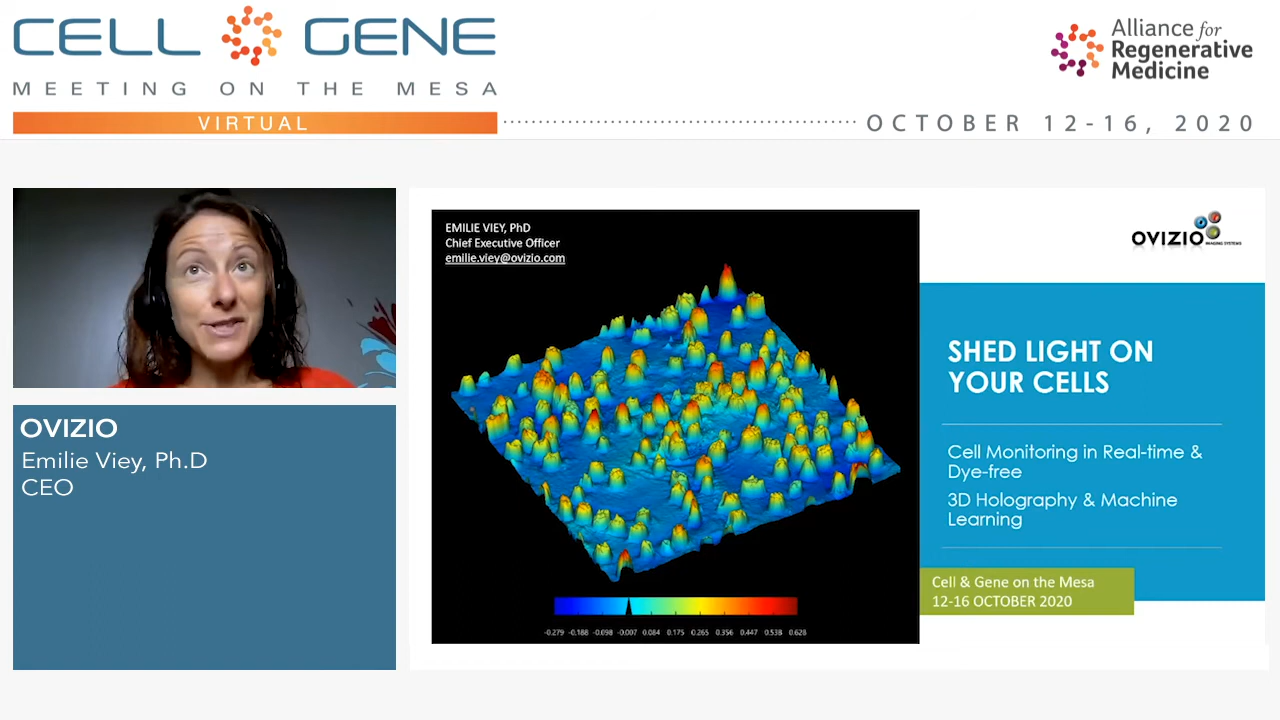 CELL GENE
MEETING ON THE MESA
VIRTUAL
Alliance for
Regenerative
Medicine
OCTOBER 12-16, 2020
OVIZIO
Emilie Viey, Ph.D
CEO
EMILIE VIEY, PhD
Chief Executive Officer
emilie.viey@ovizio.com
-0.279 -0.188 -0.098 -0.007 0.084 0.175 0.265 0.356 0.447 0.538 0.628
OVIZIO IMAGING SYSTEMS
SHED LIGHT ON
YOUR CELLS
Cell Monitoring in Real-time &
Dye-free
3D Holography & Machine
Learning
Cell & Gene on the Mesa
12-16 OCTOBER 2020